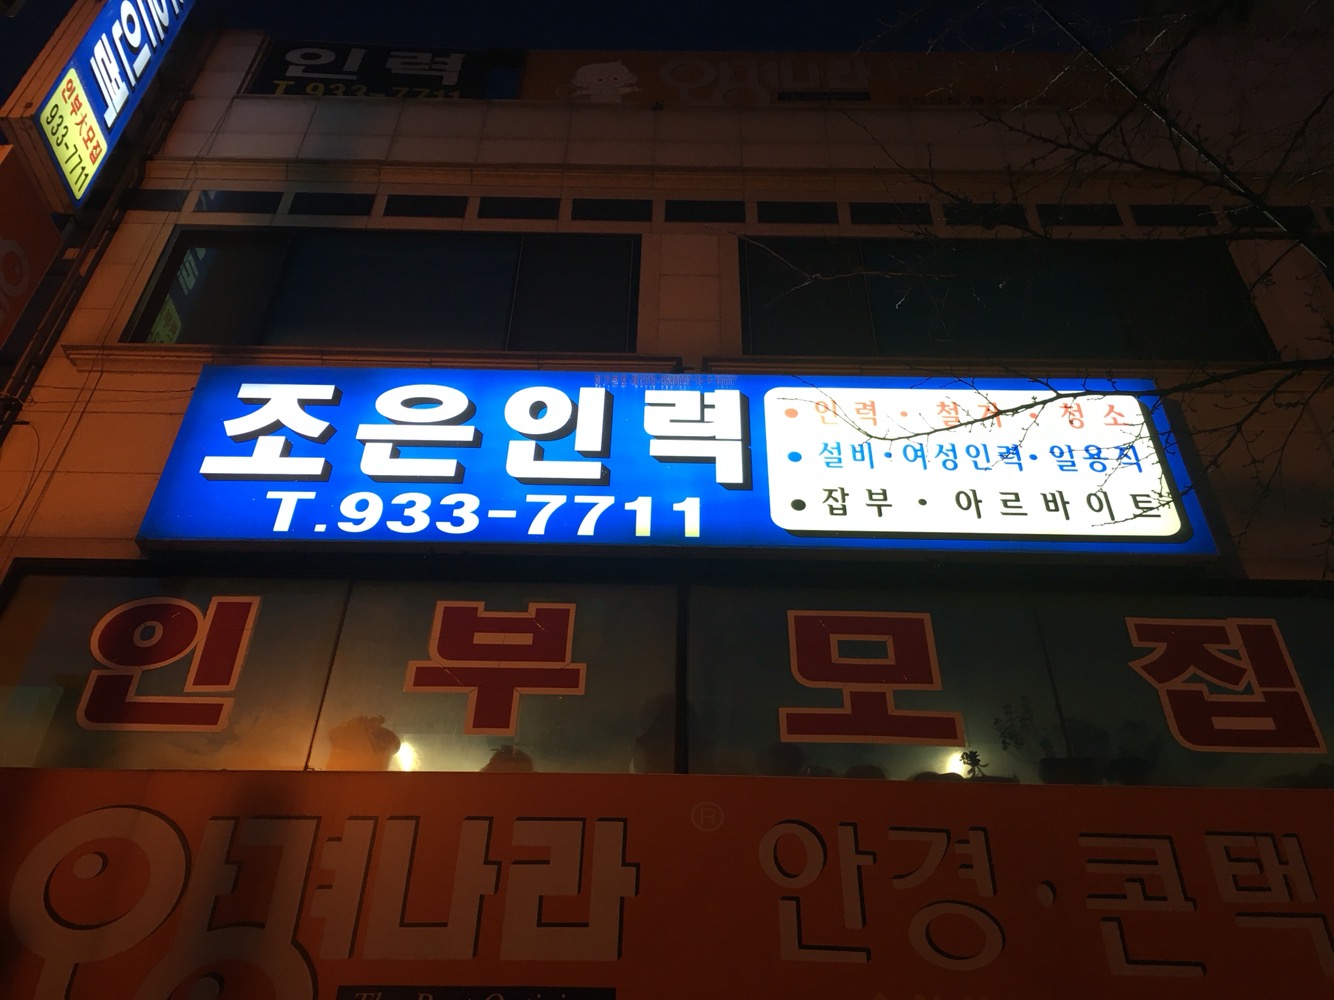 인력
인부大모집
933-7711
인력
T.933-7711
조은인력
T.933-7711
• 인력 · 철거 · 청소
• 설비 · 여성인력 · 일용직
• 잡부 · 아르바이트
인부모집
안경나라 ® 안경 · 콘택